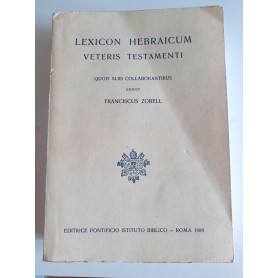 LEXICON HEBRAICUM
VETERIS TESTAMENTI
QUOD ALIIS COLLABORANTIBUS
EDIDIT
FRANCISCUS ZORELL
EDITRICE PONTIFICIO ISTITUTO BIBLICO – ROMA